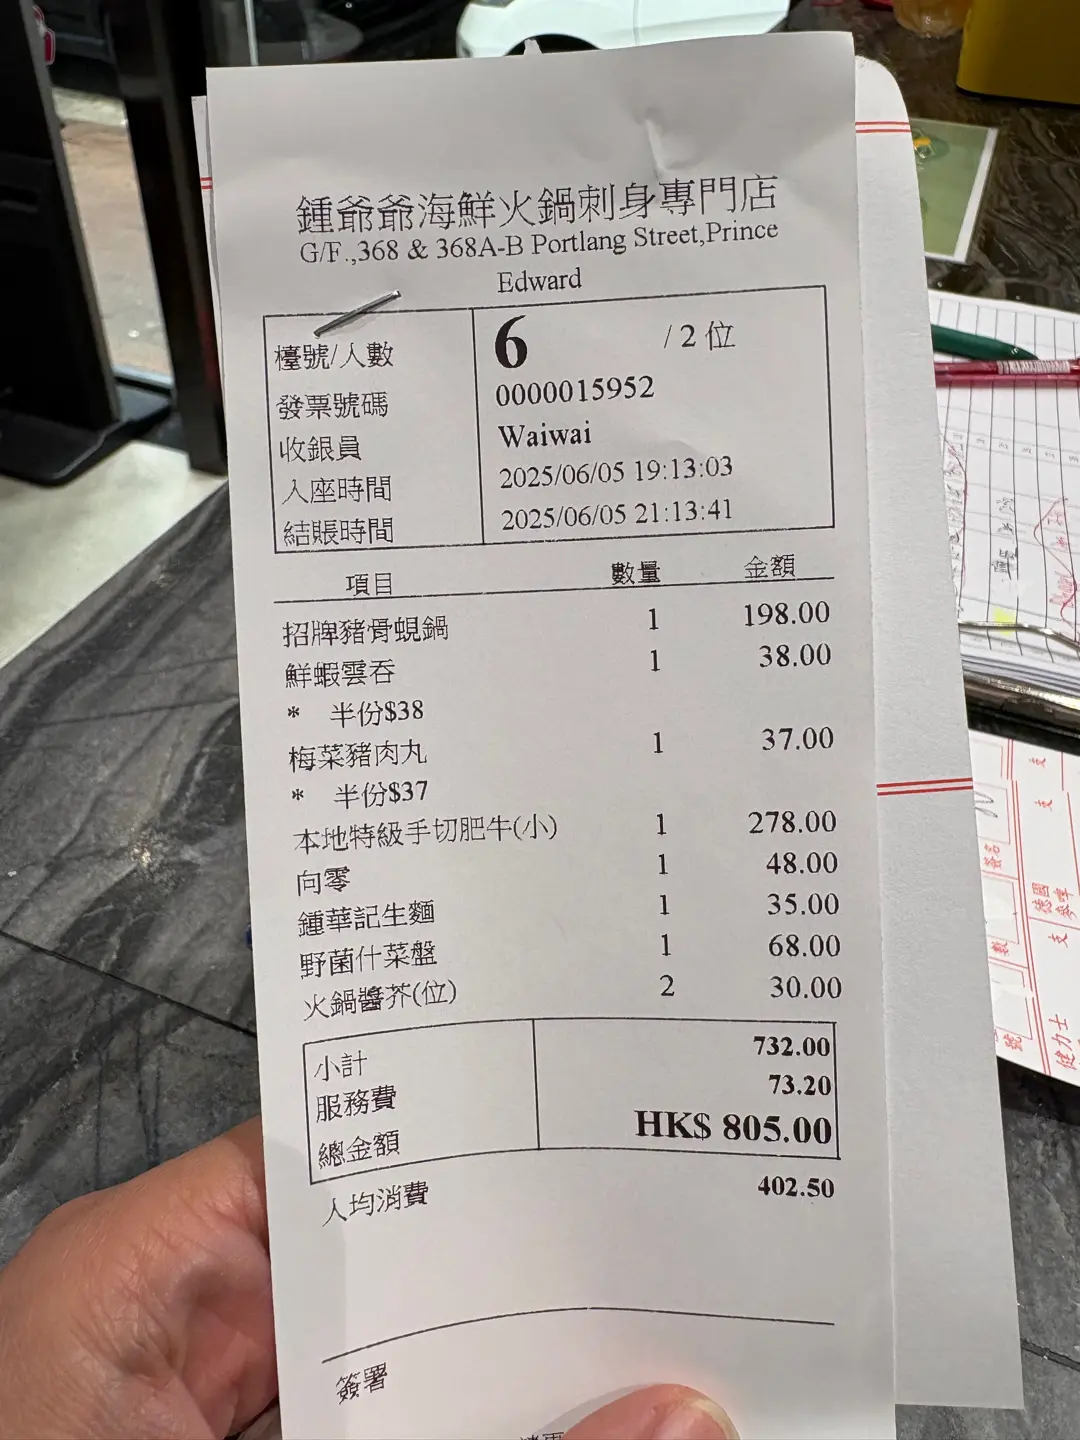 鍾爺爺海鮮火鍋刺身專門店
G/F.,368 & 368A-B Portlang Street,Prince
Edward
檯號/人數 6 / 2 位
發票號碼 0000015952
收銀員 Waiwai
入座時間 2025/06/05 19:13:03
結賬時間 2025/06/05 21:13:41
項目 數量 金額
招牌豬骨蜆鍋 1 198.00
鮮蝦雲吞 1 38.00
* 半份$38
梅菜豬肉丸 1 37.00
* 半份$37
本地特級手切肥牛(小) 1 278.00
向零 1 48.00
鍾華記生麵 1 35.00
野菌什菜盤 1 68.00
火鍋醬芥(位) 2 30.00
小計 732.00
服務費 73.20
總金額 HK$ 805.00
人均消費 402.50
簽署